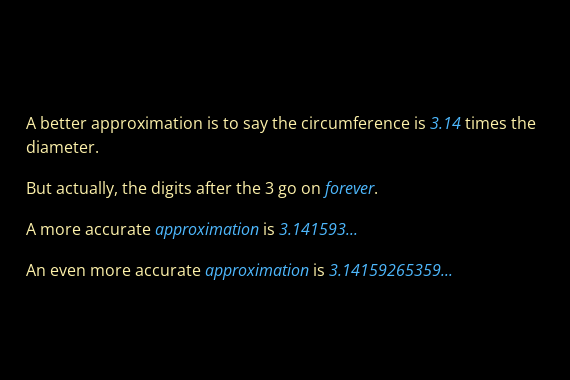 A better approximation is to say the circumference is 3.14 times the
diameter.
But actually, the digits after the 3 go on forever.
A more accurate approximation is 3.141593...
An even more accurate approximation is 3.14159265359...